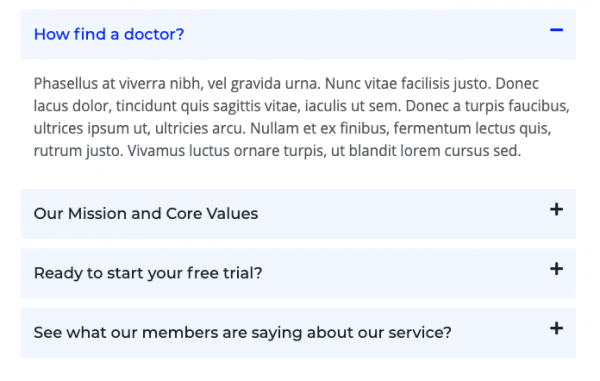 How find a doctor?
Phasellus at viverra nibh, vel gravida urna. Nunc vitae facilisis justo. Donec
lacus dolor, tincidunt quis sagittis vitae, iaculis ut sem. Donec a turpis faucibus,
ultrices ipsum ut, ultricies arcu. Nullam et ex finibus, fermentum lectus quis,
rutrum justo. Vivamus luctus ornare turpis, ut blandit lorem cursus sed.
Our Mission and Core Values
Ready to start your free trial?
See what our members are saying about our service?